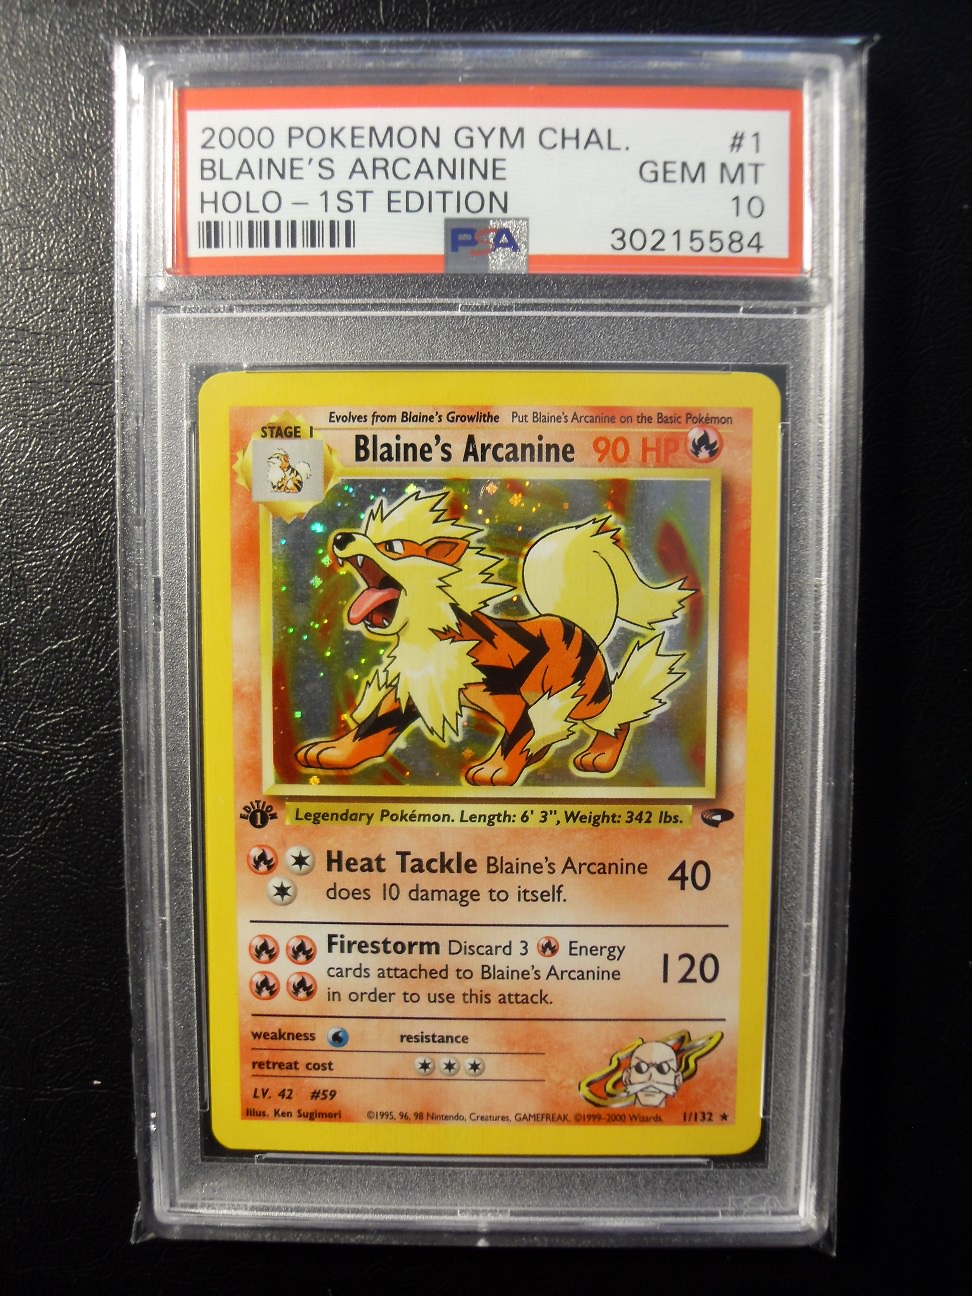 2000 POKEMON GYM CHAL. #1
BLAINE'S ARCANINE GEM MT
HOLO – 1ST EDITION 10
PSA 30215584
Evolves from Blaine's Growlithe Put Blaine's Arcanine on the Basic Pokémon
STAGE 1
Blaine's Arcanine 90 HP
EDITION
1
Legendary Pokémon. Length: 6' 3", Weight: 342 lbs.
Heat Tackle Blaine's Arcanine
does 10 damage to itself.
40
Firestorm Discard 3 Energy
cards attached to Blaine's Arcanine
in order to use this attack.
120
weakness resistance
retreat cost
LV. 42 #59
Illus. Ken Sugimori ©1995, 96, 98 Nintendo, Creatures, GAMEFREAK. ©1999-2000 Wizards. 1/132 ★
PSA